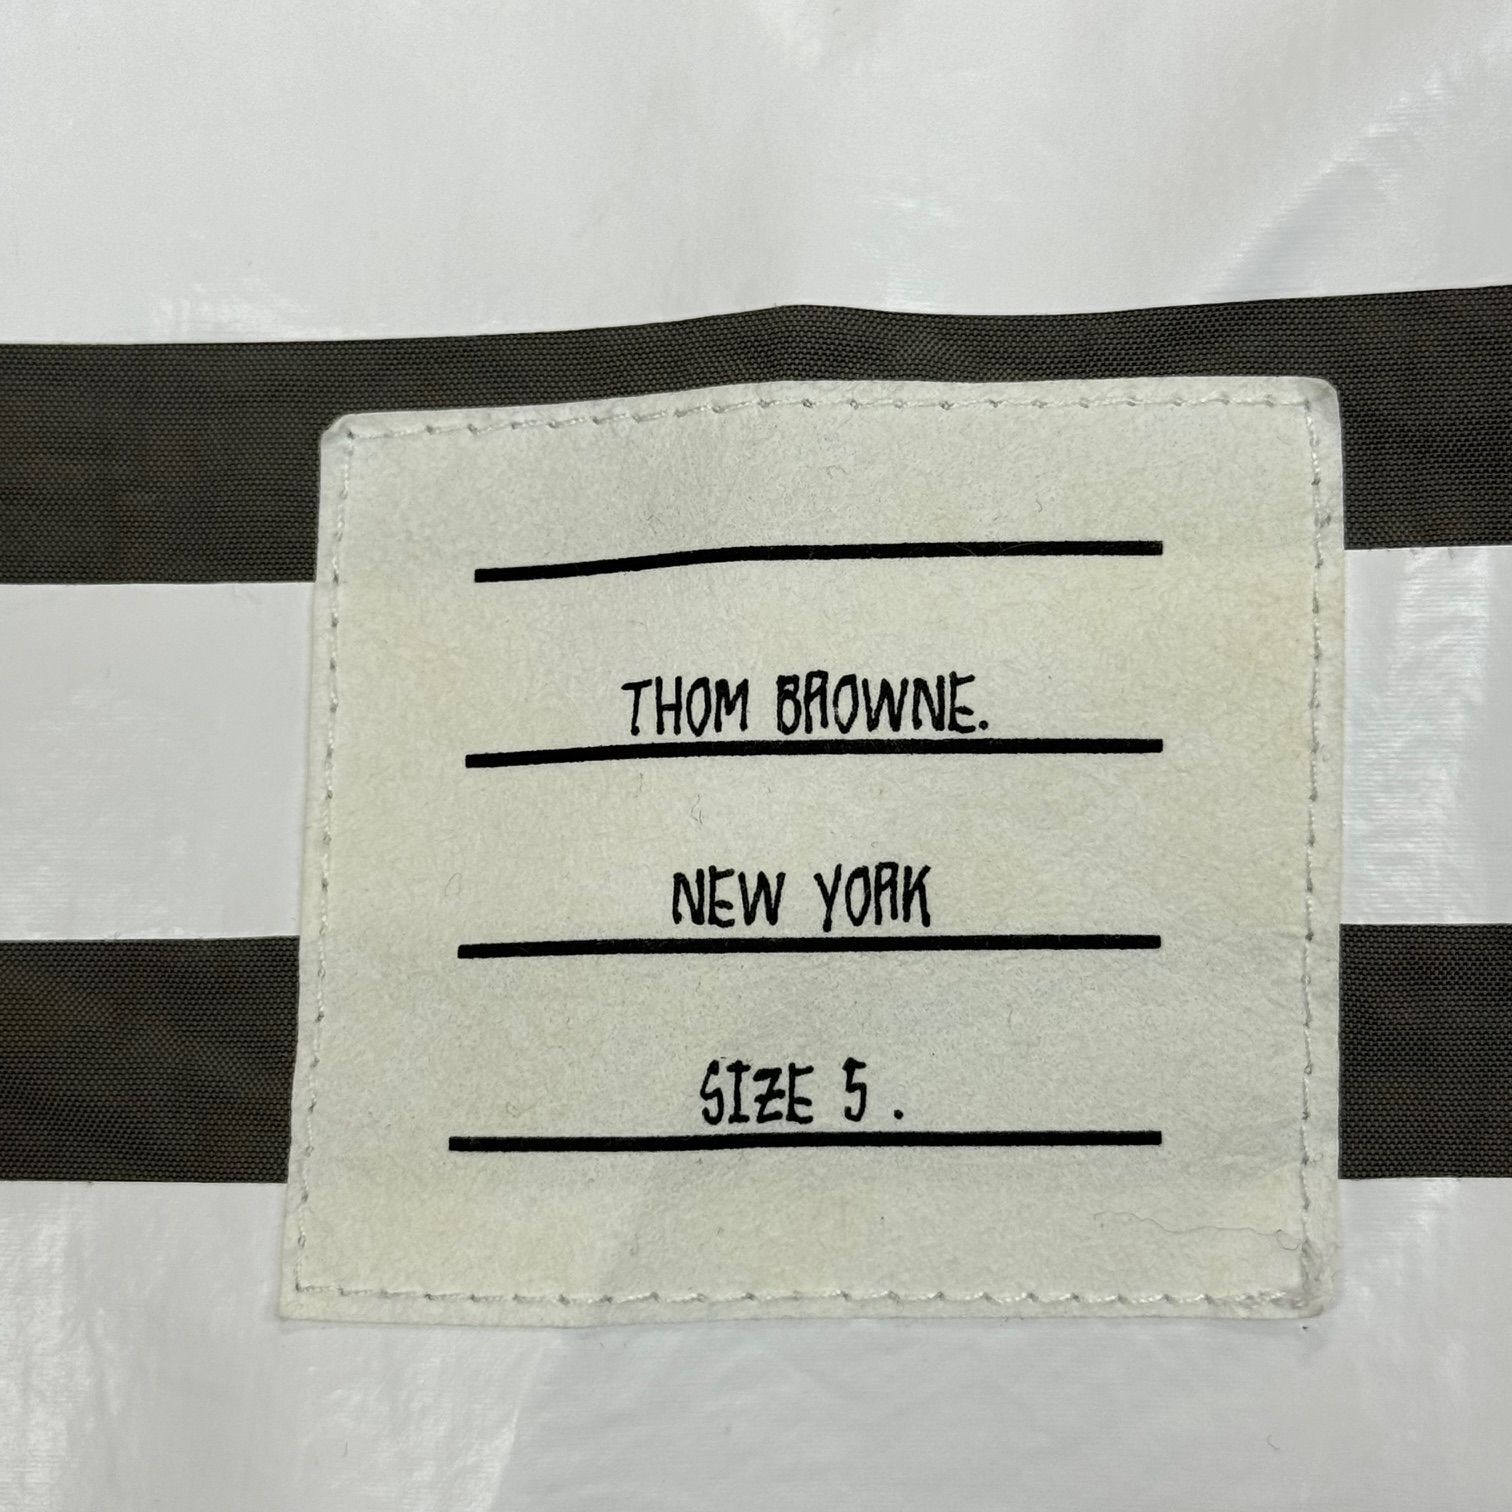 THOM BROWNE.
NEW YORK
SIZE 5.